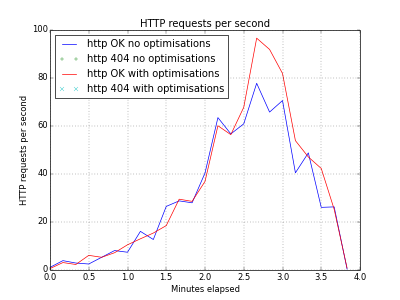 HTTP requests per second
100
80
60
40
20
0
HTTP requests per second
http OK no optimisations
http 404 no optimisations
http OK with optimisations
http 404 with optimisations
0.0 0.5 1.0 1.5 2.0 2.5 3.0 3.5 4.0
Minutes elapsed